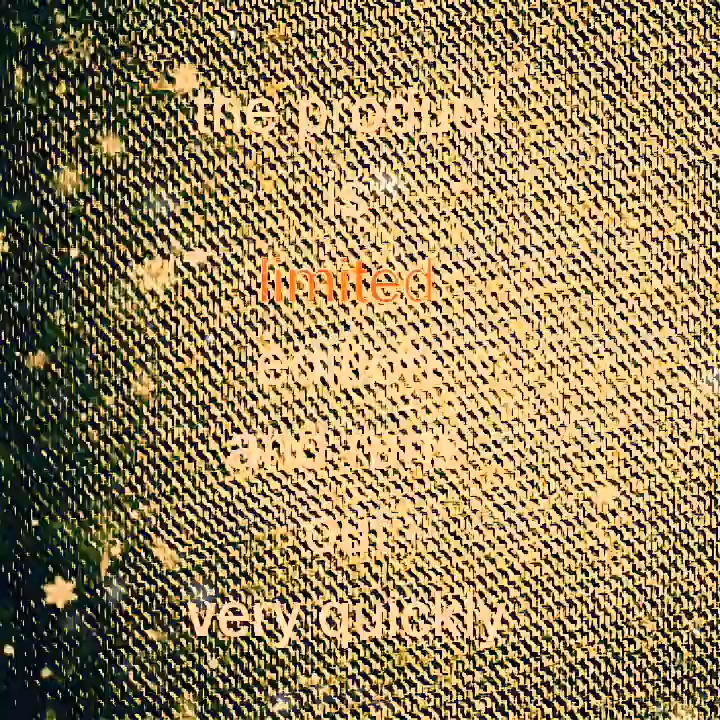 the product
is
limited
edition
and runs
out
very quickly